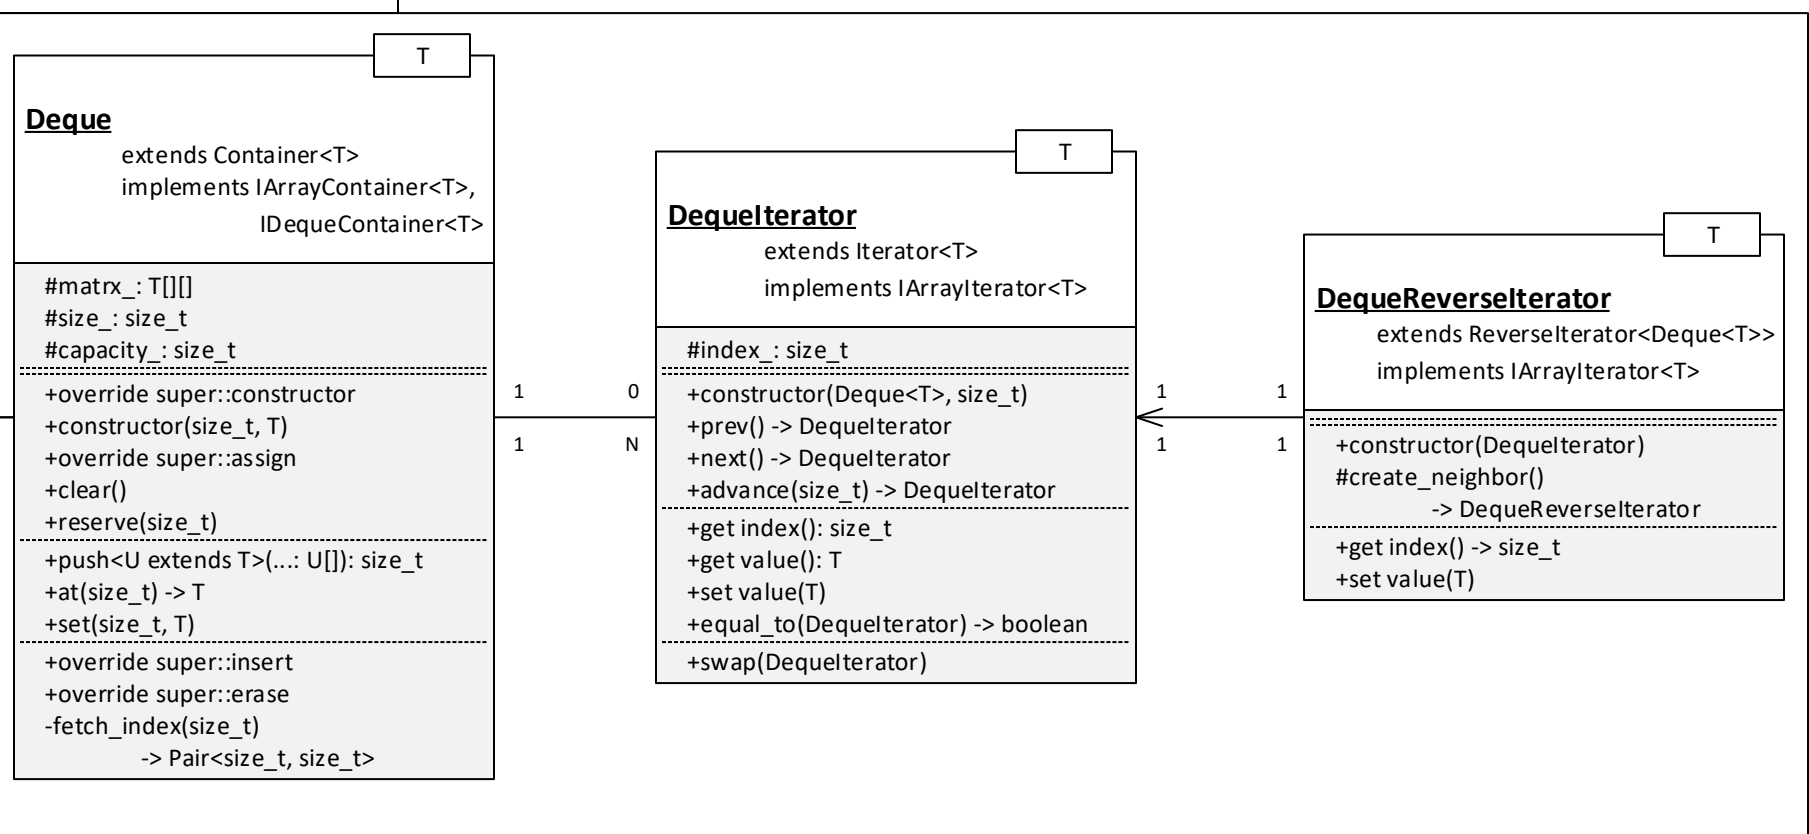 T
Deque
extends Container<T>
implements IArrayContainer<T>,
IDequeContainer<T>
#matrx_: T[][]
#size_: size_t
#capacity_: size_t
+override super::constructor
+constructor(size_t, T)
+override super::assign
+clear()
+reserve(size_t)
+push<U extends T>(...: U[]): size_t
+at(size_t) -> T
+set(size_t, T)
+override super::insert
+override super::erase
-fetch_index(size_t)
-> Pair<size_t, size_t>
1 0
1 N
T
DequeIterator
extends Iterator<T>
implements IArrayIterator<T>
#index_: size_t
+constructor(Deque<T>, size_t)
+prev() -> DequeIterator
+next() -> DequeIterator
+advance(size_t) -> DequeIterator
+get index(): size_t
+get value(): T
+set value(T)
+equal_to(DequeIterator) -> boolean
+swap(DequeIterator)
1 1
1 1
T
DequeReverseIterator
extends ReverseIterator<Deque<T>>
implements IArrayIterator<T>
+constructor(DequeIterator)
#create_neighbor()
-> DequeReverseIterator
+get index() -> size_t
+set value(T)